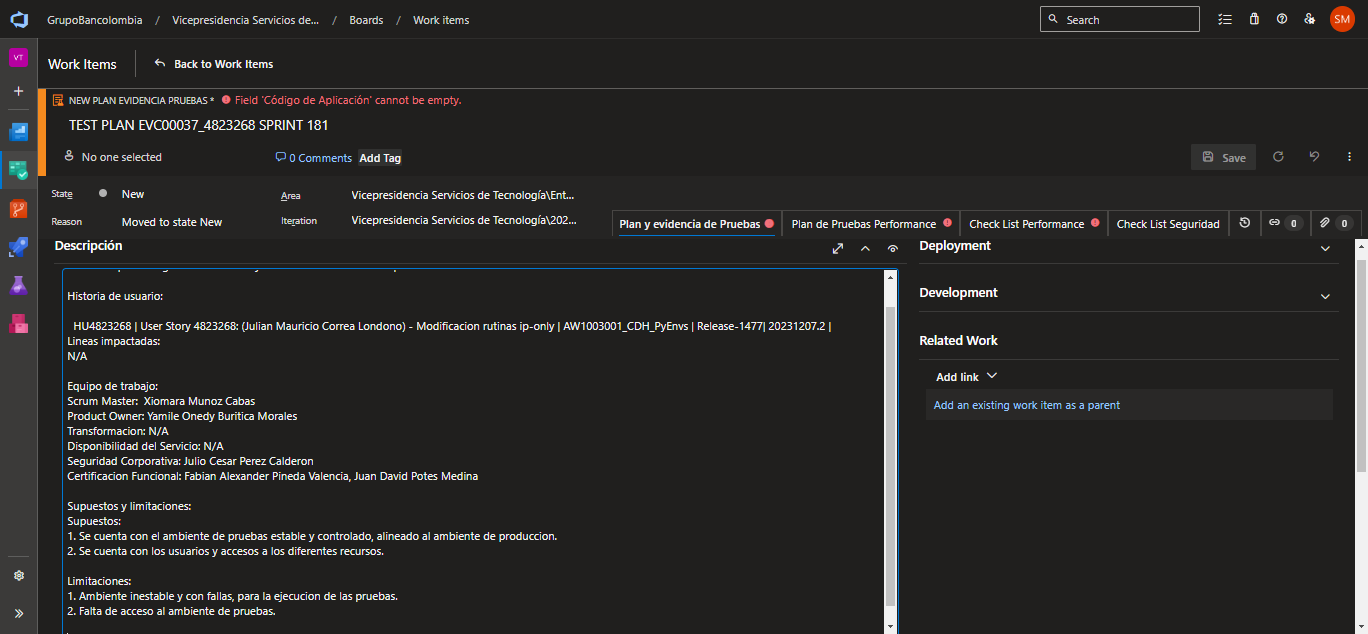 GrupoBancolombia / Vicepresidencia Servicios de... / Boards / Work items
Search
SM
VT
Work Items
Back to Work Items
NEW PLAN EVIDENCIA PRUEBAS * Field 'Código de Aplicación' cannot be empty.
TEST PLAN EVC00037_4823268 SPRINT 181
No one selected
0 Comments
Add Tag
Save
State
New
Area
Vicepresidencia Servicios de Tecnología\Ent...
Reason
Moved to state New
Iteration
Vicepresidencia Servicios de Tecnología\202...
Plan y evidencia de Pruebas
Plan de Pruebas Performance
Check List Performance
Check List Seguridad
0
0
Descripción
Historia de usuario:
HU4823268 | User Story 4823268: (Julian Mauricio Correa Londono) - Modificacion rutinas ip-only | AW1003001_CDH_PyEnvs | Release-1477| 20231207.2 |
Lineas impactadas:
N/A
Equipo de trabajo:
Scrum Master:  Xiomara Munoz Cabas
Product Owner: Yamile Onedy Buritica Morales
Transformacion: N/A
Disponibilidad del Servicio: N/A
Seguridad Corporativa: Julio Cesar Perez Calderon
Certificacion Funcional: Fabian Alexander Pineda Valencia, Juan David Potes Medina
Supuestos y limitaciones:
Supuestos:
1. Se cuenta con el ambiente de pruebas estable y controlado, alineado al ambiente de produccion.
2. Se cuenta con los usuarios y accesos a los diferentes recursos.
Limitaciones:
1. Ambiente inestable y con fallas, para la ejecucion de las pruebas.
2. Falta de acceso al ambiente de pruebas.
Deployment
Development
Related Work
Add link
Add an existing work item as a parent